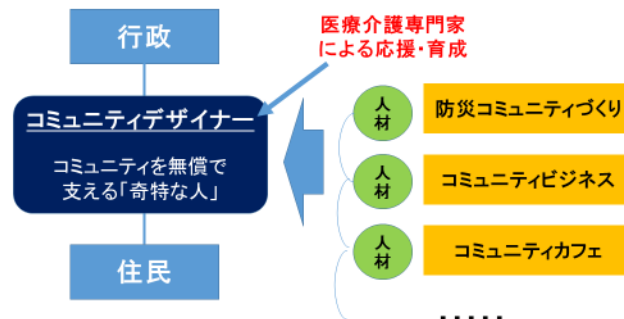 行政
医療介護専門家
による応援・育成
コミュニティデザイナー
コミュニティを無償で
支える「奇特な人」
住民
人
材
防災コミュニティづくり
人
材
コミュニティビジネス
人
材
コミュニティカフェ
.....